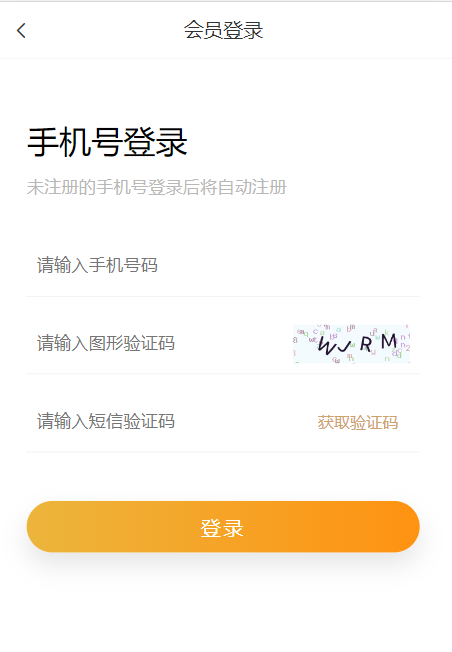 会员登录
手机号登录
未注册的手机号登录后将自动注册
请输入手机号码
请输入图形验证码
请输入短信验证码 获取验证码
登录